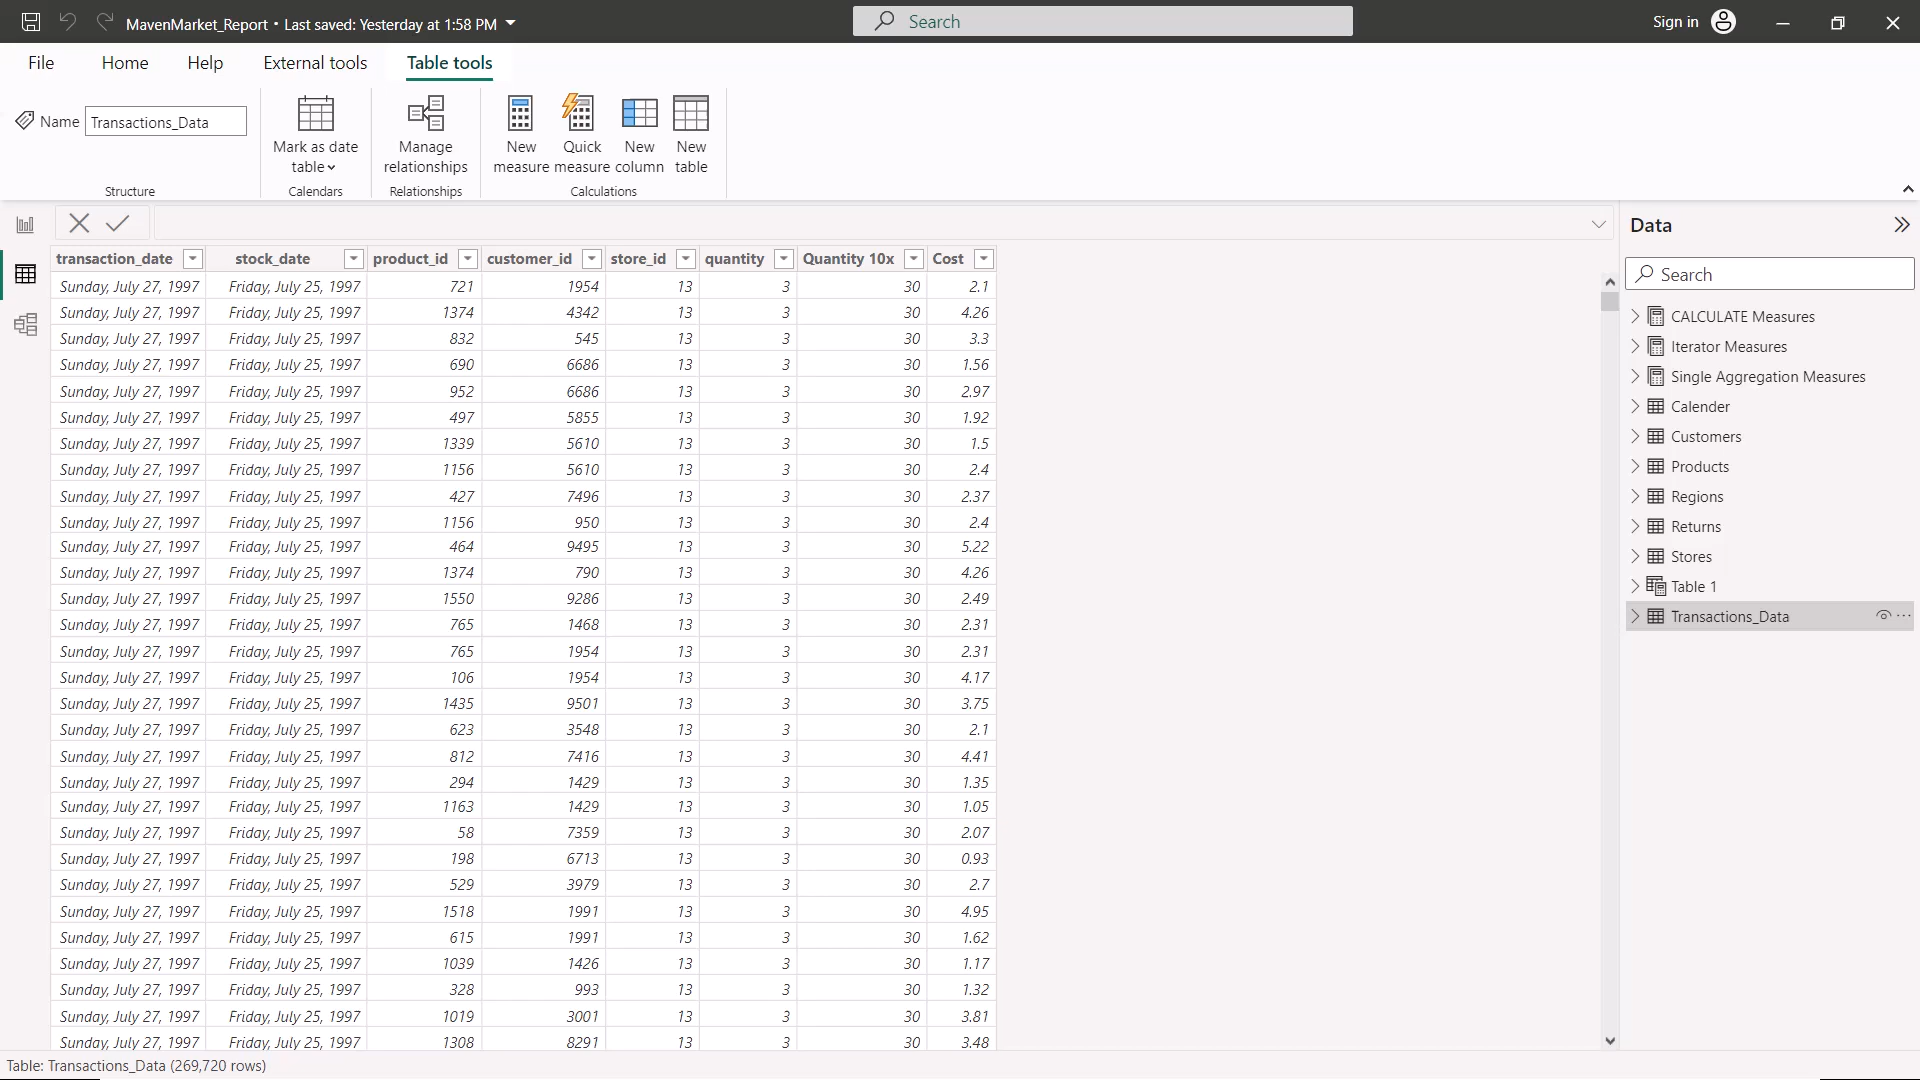 MavenMarket_Report • Last saved: Yesterday at 1:58 PM
Search
Sign in
File Home Help External tools Table tools
Name Transactions_Data
Mark as date table
Manage relationships
New measure
Quick measure
New column
New table
Structure Calendars Relationships Calculations
transaction_date stock_date product_id customer_id store_id quantity Quantity 10x Cost
Sunday, July 27, 1997 Friday, July 25, 1997 721 1954 13 3 30 2.1
Sunday, July 27, 1997 Friday, July 25, 1997 1374 4342 13 3 30 4.26
Sunday, July 27, 1997 Friday, July 25, 1997 832 545 13 3 30 3.3
Sunday, July 27, 1997 Friday, July 25, 1997 690 6686 13 3 30 1.56
Sunday, July 27, 1997 Friday, July 25, 1997 952 6686 13 3 30 2.97
Sunday, July 27, 1997 Friday, July 25, 1997 497 5855 13 3 30 1.92
Sunday, July 27, 1997 Friday, July 25, 1997 1339 5610 13 3 30 1.5
Sunday, July 27, 1997 Friday, July 25, 1997 1156 5610 13 3 30 2.4
Sunday, July 27, 1997 Friday, July 25, 1997 427 7496 13 3 30 2.37
Sunday, July 27, 1997 Friday, July 25, 1997 1156 950 13 3 30 2.4
Sunday, July 27, 1997 Friday, July 25, 1997 464 9495 13 3 30 5.22
Sunday, July 27, 1997 Friday, July 25, 1997 1374 790 13 3 30 4.26
Sunday, July 27, 1997 Friday, July 25, 1997 1550 9286 13 3 30 2.49
Sunday, July 27, 1997 Friday, July 25, 1997 765 1468 13 3 30 2.31
Sunday, July 27, 1997 Friday, July 25, 1997 765 1954 13 3 30 2.31
Sunday, July 27, 1997 Friday, July 25, 1997 106 1954 13 3 30 4.17
Sunday, July 27, 1997 Friday, July 25, 1997 1435 9501 13 3 30 3.75
Sunday, July 27, 1997 Friday, July 25, 1997 623 3548 13 3 30 2.1
Sunday, July 27, 1997 Friday, July 25, 1997 812 7416 13 3 30 4.41
Sunday, July 27, 1997 Friday, July 25, 1997 294 1429 13 3 30 1.35
Sunday, July 27, 1997 Friday, July 25, 1997 1163 1429 13 3 30 1.05
Sunday, July 27, 1997 Friday, July 25, 1997 58 7359 13 3 30 2.07
Sunday, July 27, 1997 Friday, July 25, 1997 198 6713 13 3 30 0.93
Sunday, July 27, 1997 Friday, July 25, 1997 529 3979 13 3 30 2.7
Sunday, July 27, 1997 Friday, July 25, 1997 1518 1991 13 3 30 4.95
Sunday, July 27, 1997 Friday, July 25, 1997 615 1991 13 3 30 1.62
Sunday, July 27, 1997 Friday, July 25, 1997 1039 1426 13 3 30 1.17
Sunday, July 27, 1997 Friday, July 25, 1997 328 993 13 3 30 1.32
Sunday, July 27, 1997 Friday, July 25, 1997 1019 3001 13 3 30 3.81
Sunday, July 27, 1997 Friday, July 25, 1997 1308 8291 13 3 30 3.48
Data
Search
CALCULATE Measures
Iterator Measures
Single Aggregation Measures
Calender
Customers
Products
Regions
Returns
Stores
Table 1
Transactions_Data
Table: Transactions_Data (269,720 rows)